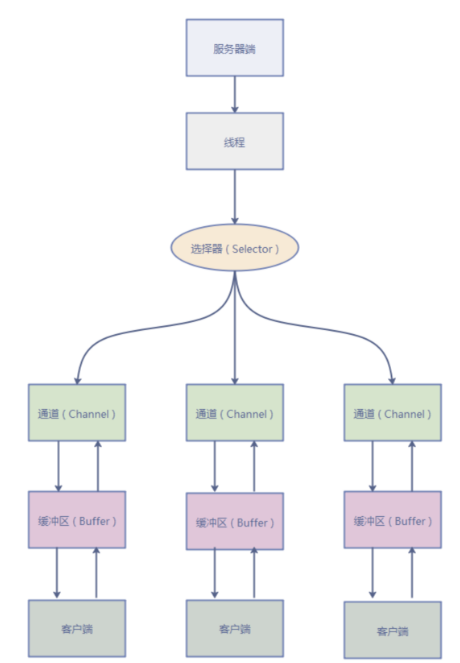 服务器端
线程
选择器 ( Selector )
通道 ( Channel )
通道 ( Channel )
通道 ( Channel )
缓冲区 ( Buffer )
缓冲区 ( Buffer )
缓冲区 ( Buffer )
客户端
客户端
客户端